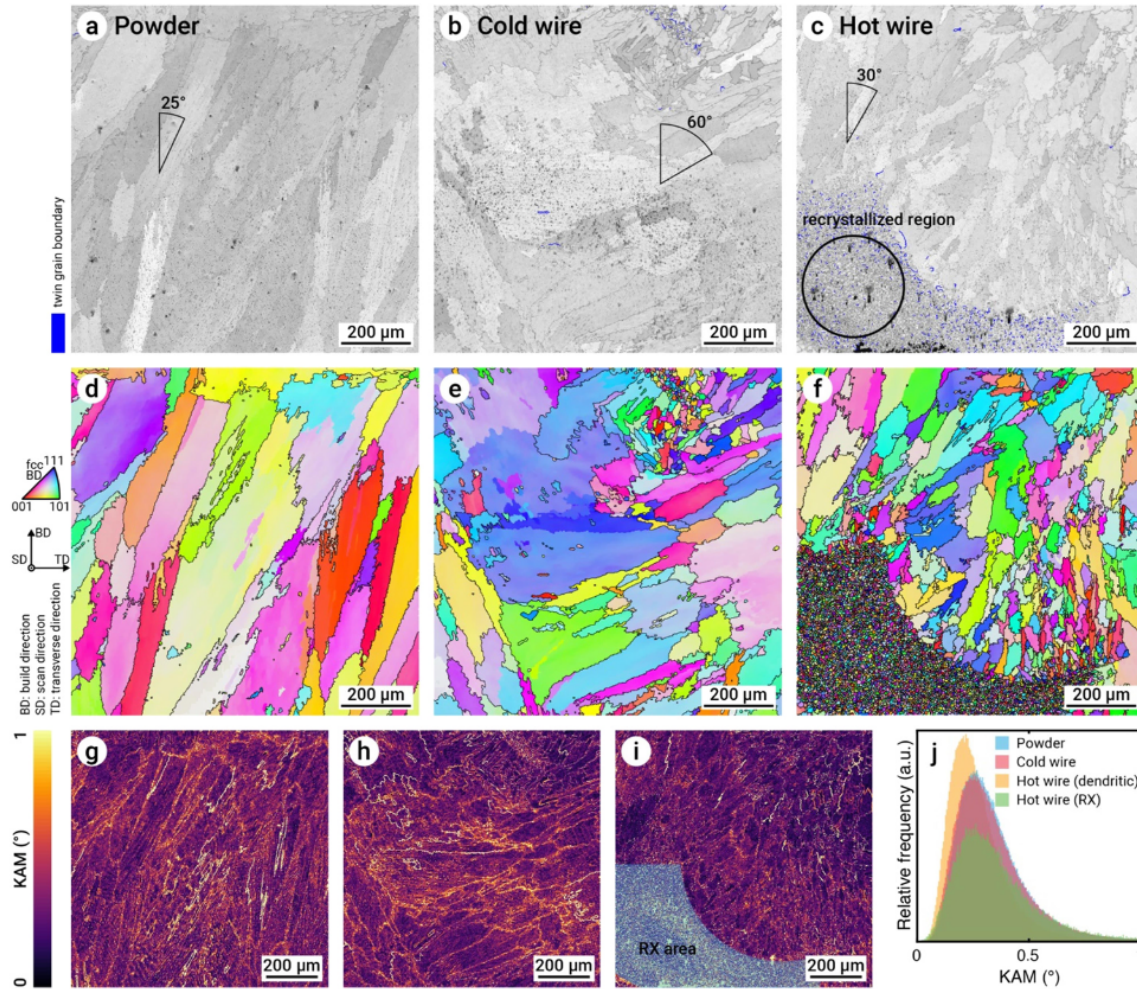 a Powder
b Cold wire
c Hot wire
25°
60°
30°
recrystallized region
twin grain boundary
200 µm
200 µm
200 µm
d
e
f
fcc 111
BD
001 101
BD
SD TD
BD: build direction
SD: scan direction
TD: transverse direction
200 µm
200 µm
200 µm
g
h
i
j
1
KAM (°)
0
200 µm
200 µm
RX area
200 µm
Powder
Cold wire
Hot wire (dendritic)
Hot wire (RX)
Relative frequency (a.u.)
0 0.5
KAM (°)